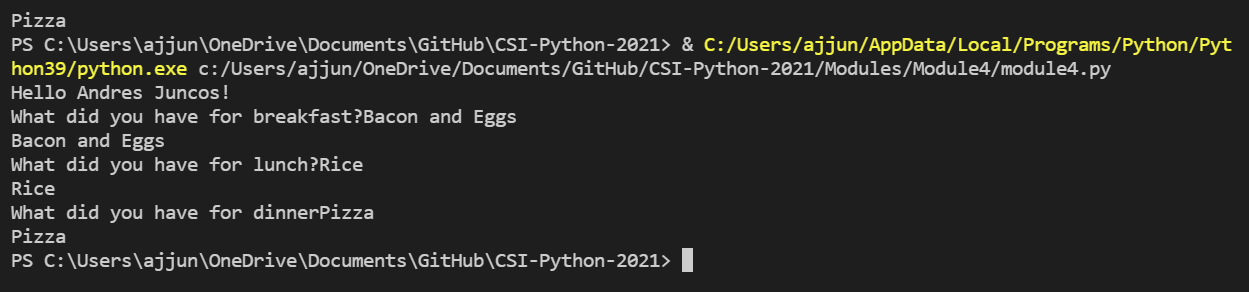 Pizza
PS C:\Users\ajjun\OneDrive\Documents\GitHub\CSI-Python-2021> & C:/Users/ajjun/AppData/Local/Programs/Python/Pyt
hon39/python.exe c:/Users/ajjun/OneDrive/Documents/GitHub/CSI-Python-2021/Modules/Module4/module4.py
Hello Andres Juncos!
What did you have for breakfast?Bacon and Eggs
Bacon and Eggs
What did you have for lunch?Rice
Rice
What did you have for dinnerPizza
Pizza
PS C:\Users\ajjun\OneDrive\Documents\GitHub\CSI-Python-2021>